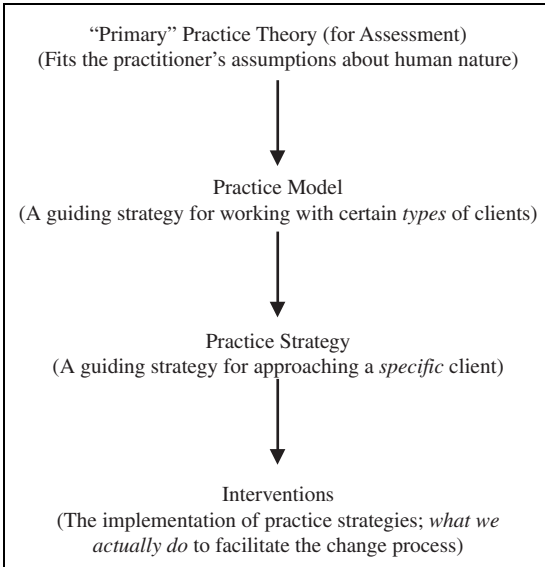 “Primary” Practice Theory (for Assessment)
(Fits the practitioner’s assumptions about human nature)
Practice Model
(A guiding strategy for working with certain types of clients)
Practice Strategy
(A guiding strategy for approaching a specific client)
Interventions
(The implementation of practice strategies; what we
actually do to facilitate the change process)